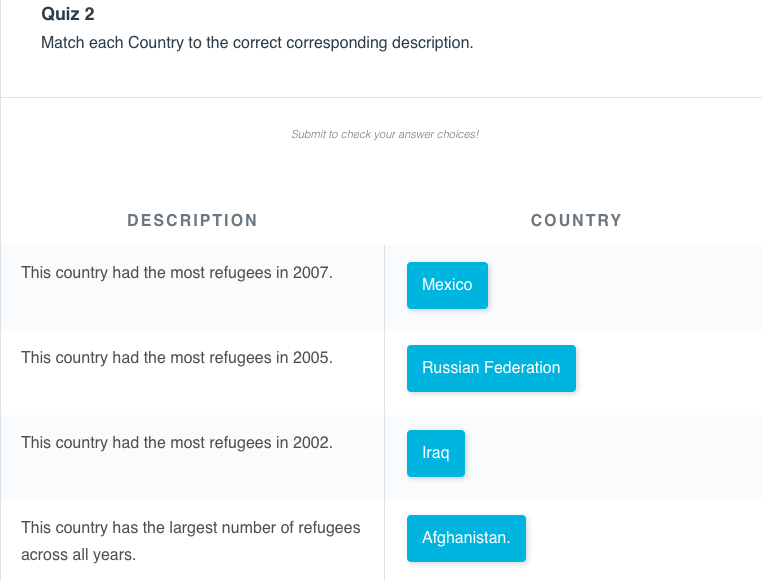 Quiz 2
Match each Country to the correct corresponding description.
Submit to check your answer choices!
DESCRIPTION
COUNTRY
This country had the most refugees in 2007.
Mexico
This country had the most refugees in 2005.
Russian Federation
This country had the most refugees in 2002.
Iraq
This country has the largest number of refugees
across all years.
Afghanistan.